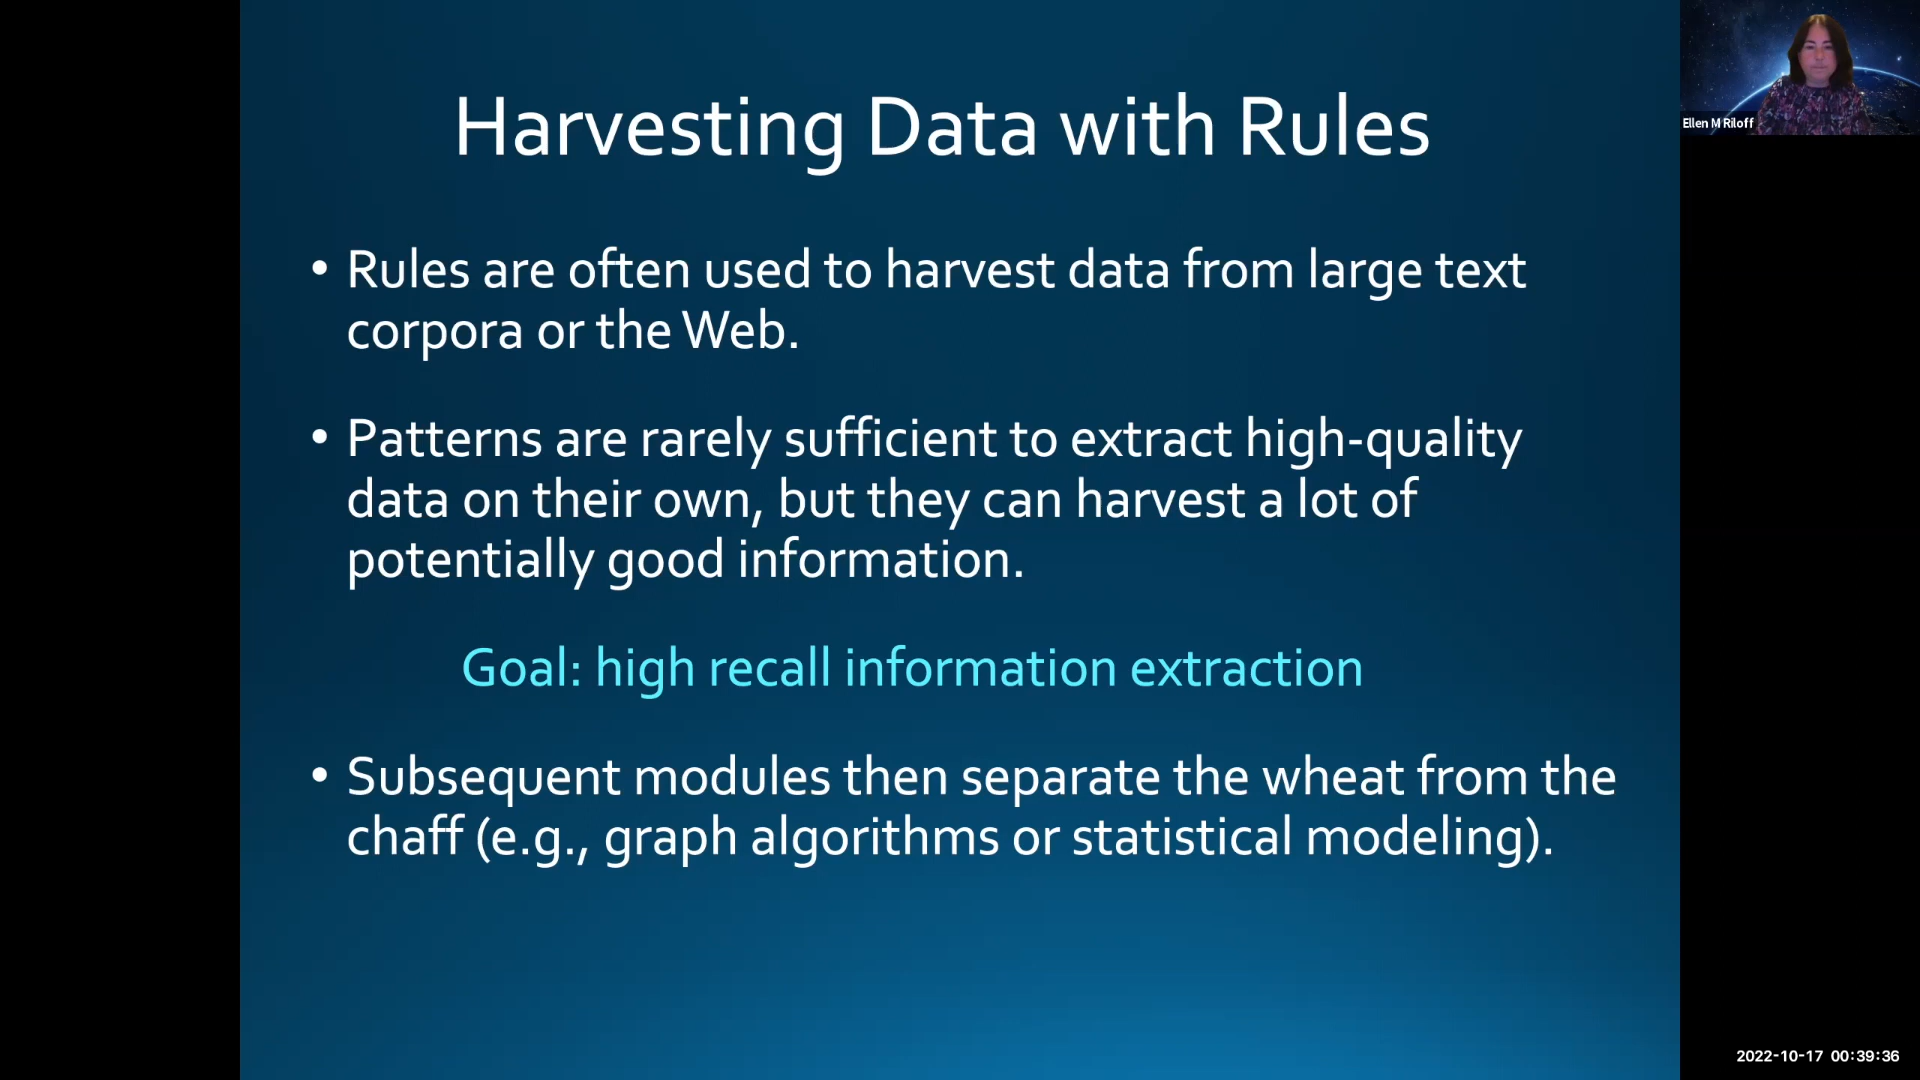 Harvesting Data with Rules
• Rules are often used to harvest data from large text
corpora or the Web.
• Patterns are rarely sufficient to extract high-quality
data on their own, but they can harvest a lot of
potentially good information.
Goal: high recall information extraction
• Subsequent modules then separate the wheat from the
chaff (e.g., graph algorithms or statistical modeling).
Ellen M Riloff
2022-10-17 00:39:36